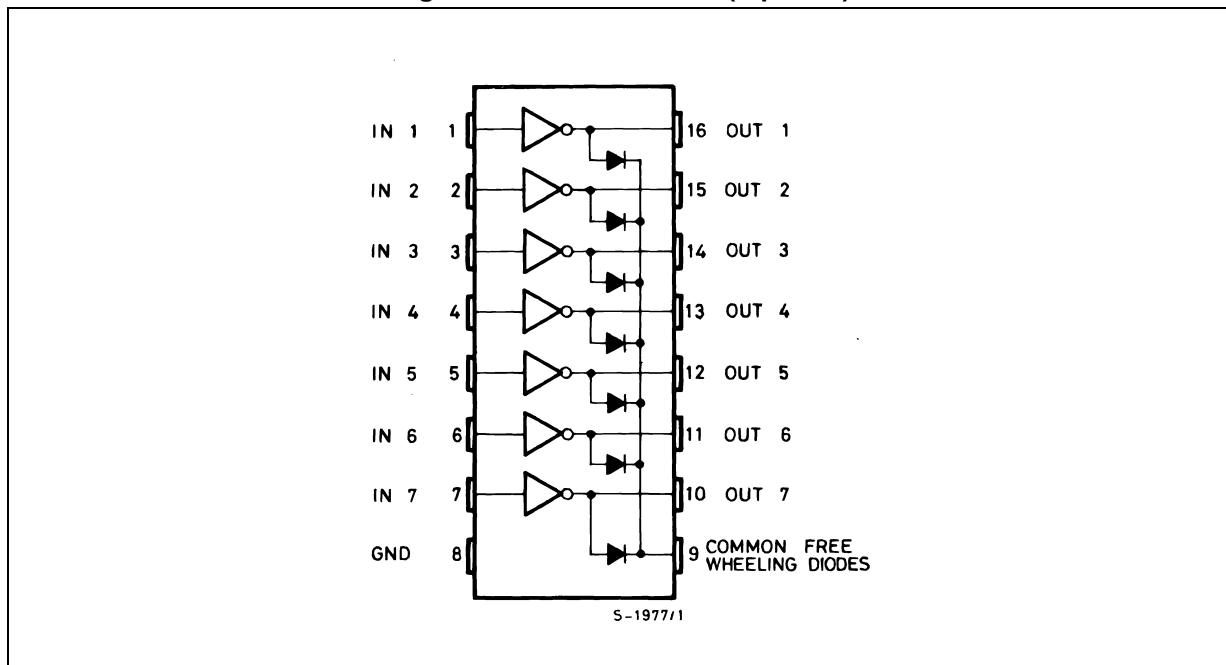 IN 1 1 16 OUT 1
IN 2 2 15 OUT 2
IN 3 3 14 OUT 3
IN 4 4 13 OUT 4
IN 5 5 12 OUT 5
IN 6 6 11 OUT 6
IN 7 7 10 OUT 7
GND 8 9 COMMON FREE
WHEELING DIODES
S-1977/1